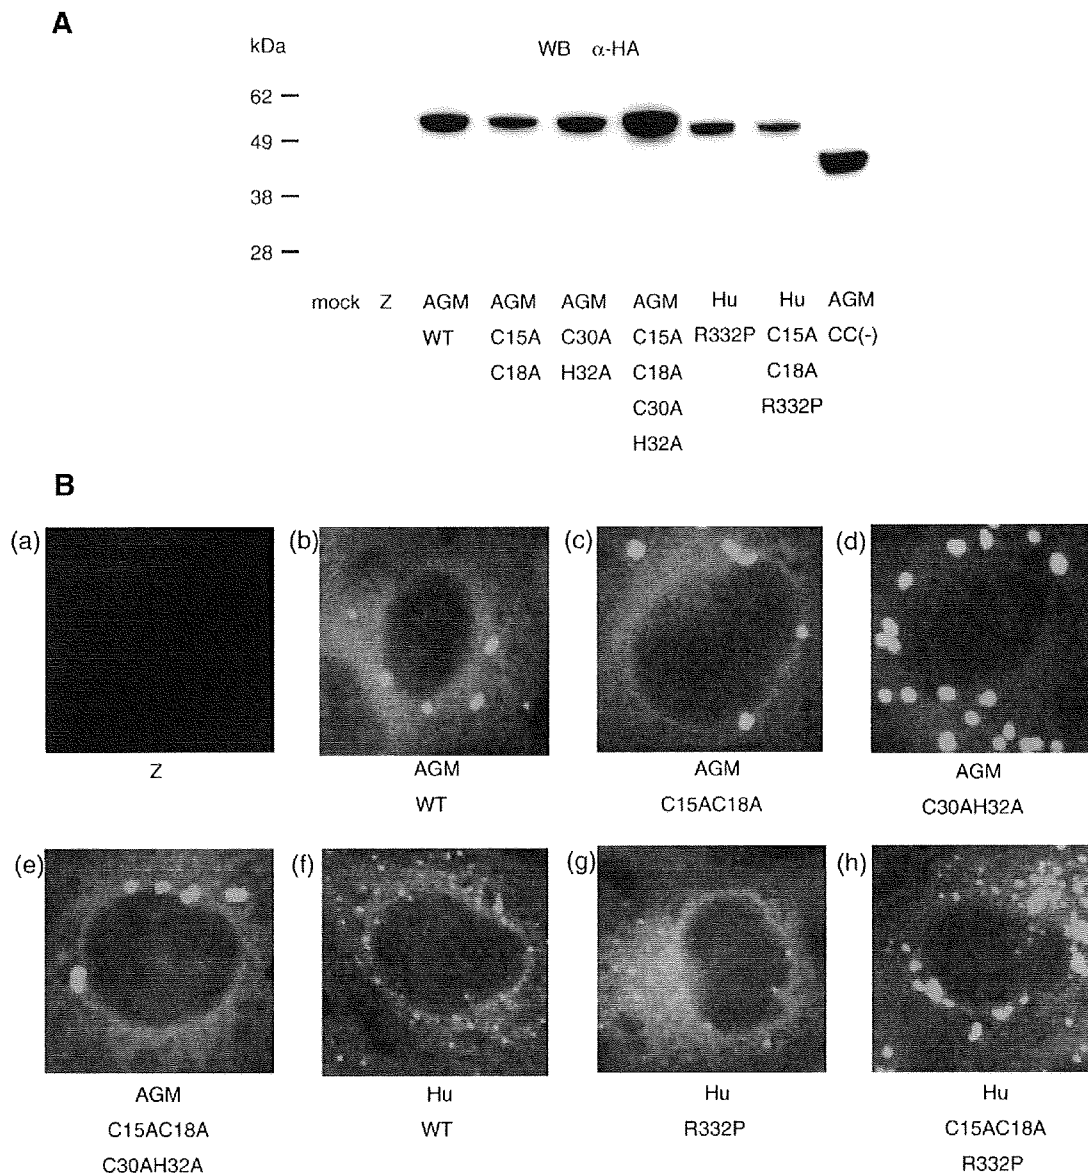 A
kDa
WB α-HA
62
49
38
28
mock Z AGM AGM AGM AGM Hu Hu AGM
WT C15A C30A C15A R332P C15A CC(-)
C18A H32A C18A C18A
C30A R332P
H32A
B
(a) (b) (c) (d)
Z AGM AGM AGM
WT C15AC18A C30AH32A
(e) (f) (g) (h)
AGM Hu Hu Hu
C15AC18A WT R332P C15AC18A
C30AH32A R332P